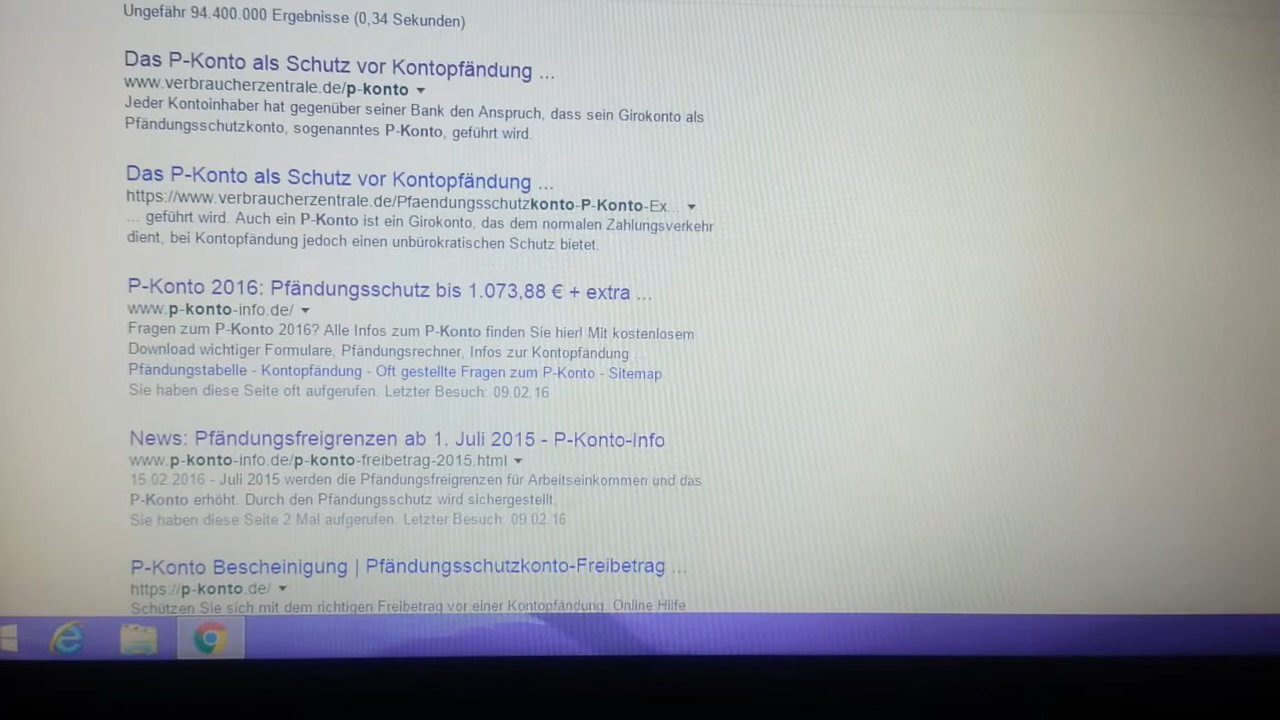 Ungefähr 94.400.000 Ergebnisse (0,34 Sekunden)
Das P-Konto als Schutz vor Kontopfändung ...
www.verbraucherzentrale.de/p-konto
Jeder Kontoinhaber hat gegenüber seiner Bank den Anspruch, dass sein Girokonto als
Pfändungsschutzkonto, sogenanntes P-Konto, geführt wird.
Das P-Konto als Schutz vor Kontopfändung ...
https://www.verbraucherzentrale.de/Pfaendungsschutzkonto-P-Konto-Ex...
... geführt wird. Auch ein P-Konto ist ein Girokonto, das dem normalen Zahlungsverkehr
dient, bei Kontopfändung jedoch einen unbürokratischen Schutz bietet.
P-Konto 2016: Pfändungsschutz bis 1.073,88 € + extra ...
www.p-konto-info.de/
Fragen zum P-Konto 2016? Alle Infos zum P-Konto finden Sie hier! Mit kostenlosem
Download wichtiger Formulare, Pfändungsrechner, Infos zur Kontopfändung ...
Pfändungstabelle - Kontopfändung - Oft gestellte Fragen zum P-Konto - Sitemap
Sie haben diese Seite oft aufgerufen. Letzter Besuch: 09.02.16
News: Pfändungsfreigrenzen ab 1. Juli 2015 - P-Konto-Info
www.p-konto-info.de/p-konto-freibetrag-2015.html
15.02.2016 - Juli 2015 werden die Pfändungsfreigrenzen für Arbeitseinkommen und das
P-Konto erhöht. Durch den Pfändungsschutz wird sichergestellt,
Sie haben diese Seite 2 Mal aufgerufen. Letzter Besuch: 09.02.16
P-Konto Bescheinigung | Pfändungsschutzkonto-Freibetrag ...
https://p-konto.de/
Schützen Sie sich mit dem richtigen Freibetrag vor einer Kontopfändung. Online Hilfe